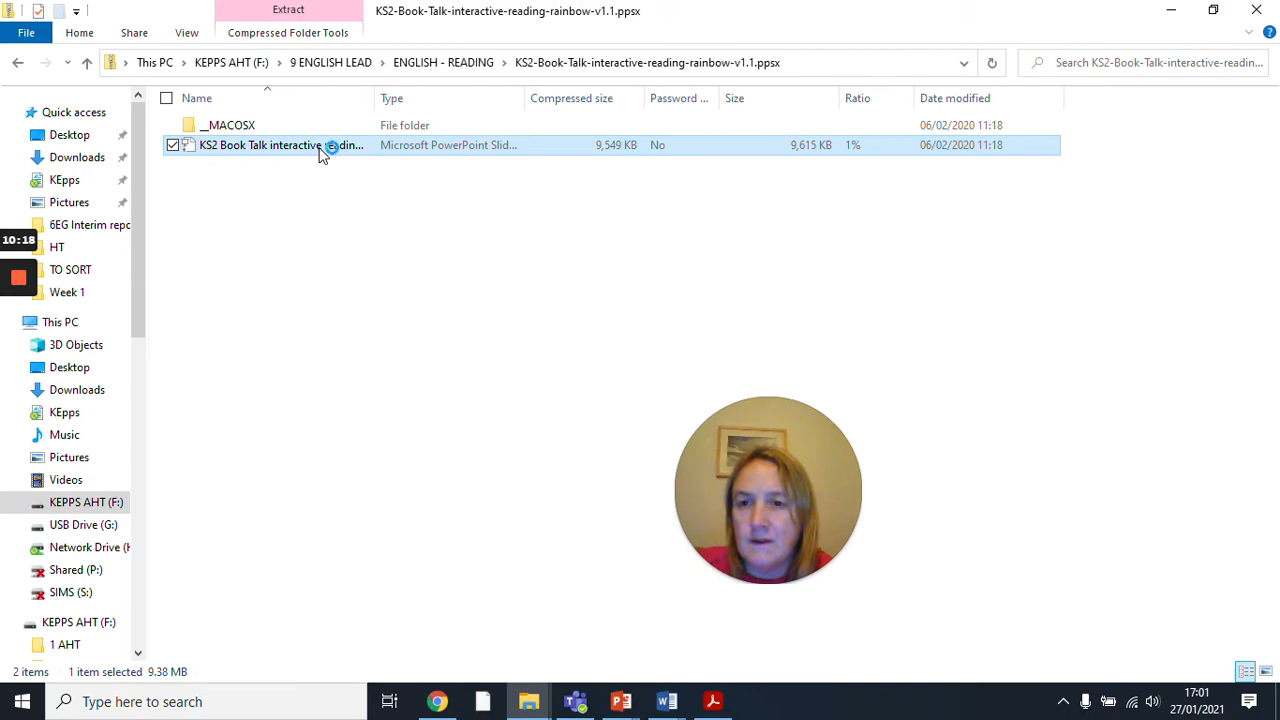 Extract
KS2-Book-Talk-interactive-reading-rainbow-v1.1.ppsx
File
Home
Share
View
Compressed Folder Tools
This PC
KEPPS AHT (F:)
9 ENGLISH LEAD
ENGLISH - READING
KS2-Book-Talk-interactive-reading-rainbow-v1.1.ppsx
Search KS2-Book-Talk-interactive-readin...
Name
Type
Compressed size
Password ...
Size
Ratio
Date modified
__MACOSX
File folder
06/02/2020 11:18
KS2 Book Talk interactive readin...
Microsoft PowerPoint Slid...
9,549 KB
No
9,615 KB
1%
06/02/2020 11:18
Quick access
Desktop
Downloads
KEpps
Pictures
6EG Interim repo
HT
TO SORT
Week 1
This PC
3D Objects
Desktop
Downloads
KEpps
Music
Pictures
Videos
KEPPS AHT (F:)
USB Drive (G:)
Network Drive (H
Shared (P:)
SIMS (S:)
KEPPS AHT (F:)
1 AHT
10:18
2 items
1 item selected
9.38 MB
Type here to search
17:01
27/01/2021